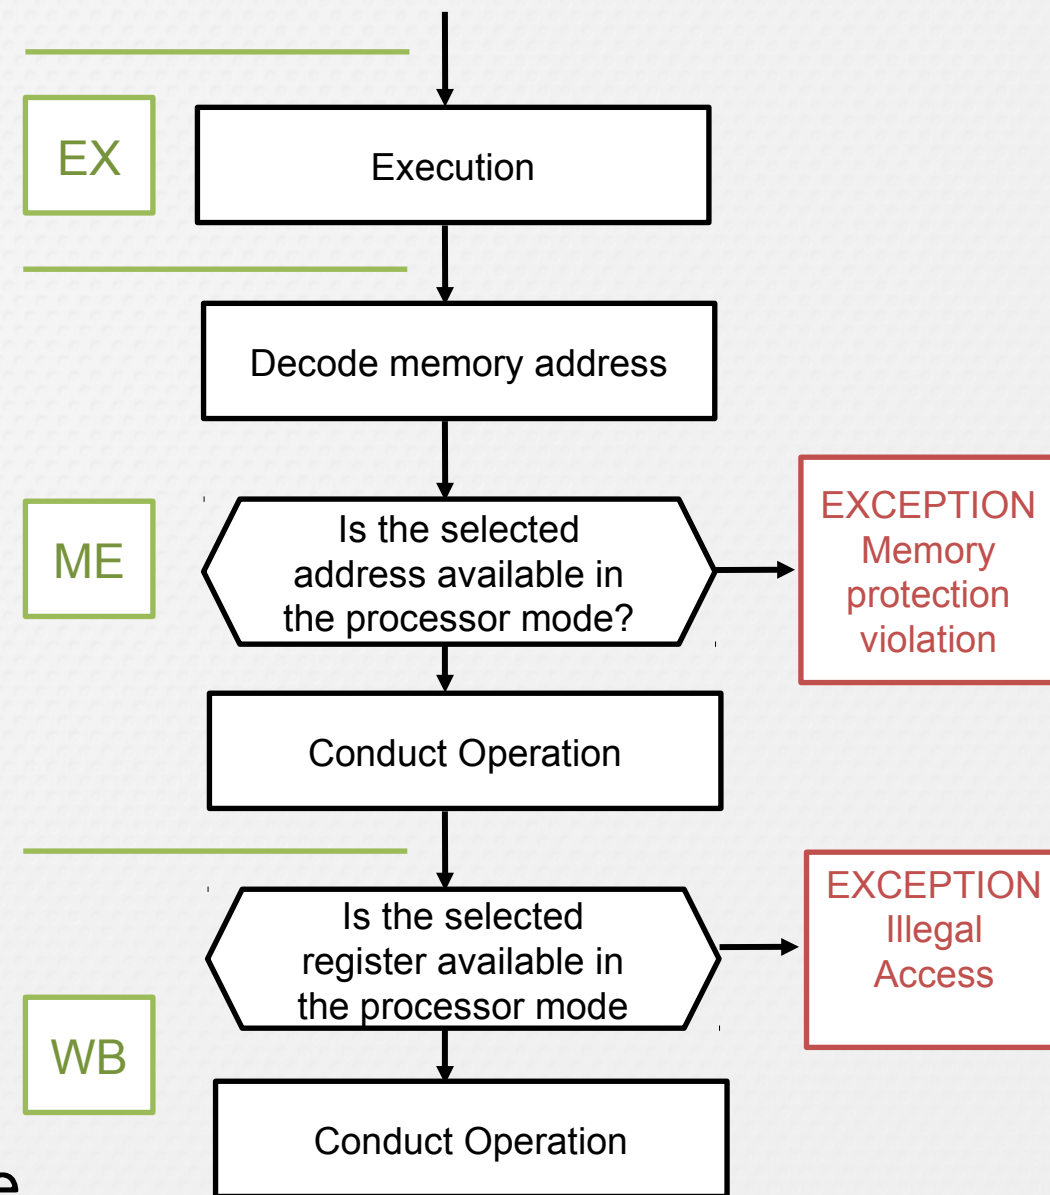 EX
Execution
Decode memory address
ME
Is the selected
address available in
the processor mode?
EXCEPTION
Memory
protection
violation
Conduct Operation
Is the selected
register available in
the processor mode
EXCEPTION
Illegal
Access
WB
Conduct Operation
e